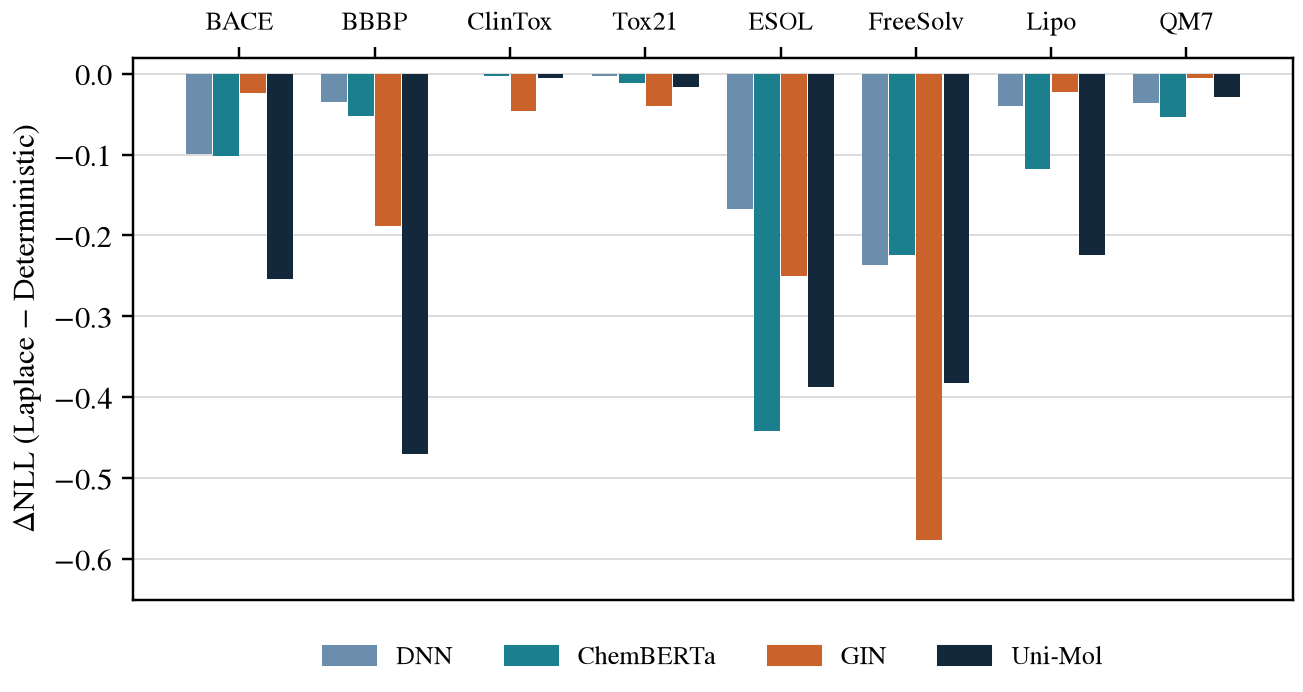 BACE BBBP ClinTox Tox21 ESOL FreeSolv Lipo QM7
ΔNLL (Laplace − Deterministic)
0.0
−0.1
−0.2
−0.3
−0.4
−0.5
−0.6
DNN ChemBERTa GIN Uni-Mol